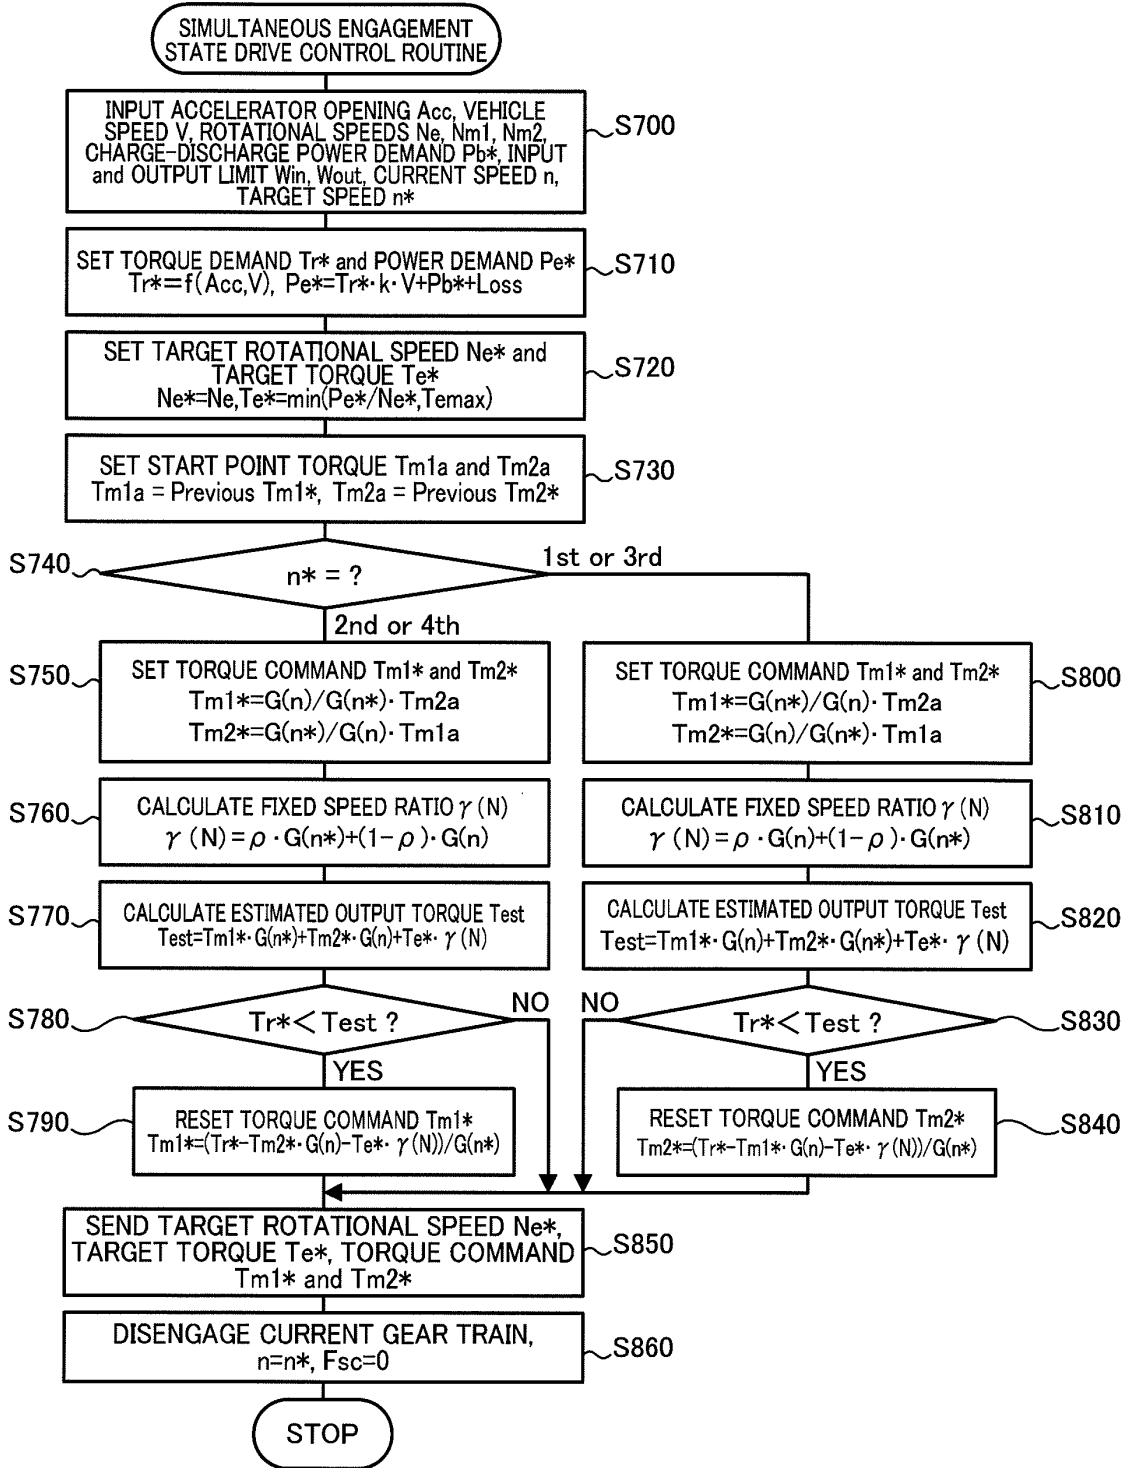 SIMULTANEOUS ENGAGEMENT
STATE DRIVE CONTROL ROUTINE
INPUT ACCELERATOR OPENING Acc, VEHICLE
SPEED V, ROTATIONAL SPEEDS Ne, Nm1, Nm2,
CHARGE-DISCHARGE POWER DEMAND Pb*, INPUT
and OUTPUT LIMIT Win, Wout, CURRENT SPEED n,
TARGET SPEED n*
S700
SET TORQUE DEMAND Tr* and POWER DEMAND Pe*
Tr*=f(Acc,V), Pe*=Tr*・k・V+Pb*+Loss
S710
SET TARGET ROTATIONAL SPEED Ne* and
TARGET TORQUE Te*
Ne*=Ne,Te*=min(Pe*/Ne*,Temax)
S720
SET START POINT TORQUE Tm1a and Tm2a
Tm1a = Previous Tm1*, Tm2a = Previous Tm2*
S730
S740
n* = ?
1st or 3rd
2nd or 4th
S750
SET TORQUE COMMAND Tm1* and Tm2*
Tm1*=G(n)/G(n*)・Tm2a
Tm2*=G(n*)/G(n)・Tm1a
SET TORQUE COMMAND Tm1* and Tm2*
Tm1*=G(n*)/G(n)・Tm2a
Tm2*=G(n)/G(n*)・Tm1a
S800
S760
CALCULATE FIXED SPEED RATIO γ(N)
γ(N)=ρ・G(n*)+(1-ρ)・G(n)
CALCULATE FIXED SPEED RATIO γ(N)
γ(N)=ρ・G(n)+(1-ρ)・G(n*)
S810
S770
CALCULATE ESTIMATED OUTPUT TORQUE Test
Test=Tm1*・G(n*)+Tm2*・G(n)+Te*・γ(N)
CALCULATE ESTIMATED OUTPUT TORQUE Test
Test=Tm1*・G(n)+Tm2*・G(n*)+Te*・γ(N)
S820
S780
Tr*<Test ?
NO
YES
NO
Tr*<Test ?
S830
YES
S790
RESET TORQUE COMMAND Tm1*
Tm1*=(Tr*-Tm2*・G(n)-Te*・γ(N))/G(n*)
RESET TORQUE COMMAND Tm2*
Tm2*=(Tr*-Tm1*・G(n)-Te*・γ(N))/G(n*)
S840
SEND TARGET ROTATIONAL SPEED Ne*,
TARGET TORQUE Te*, TORQUE COMMAND
Tm1* and Tm2*
S850
DISENGAGE CURRENT GEAR TRAIN,
n=n*, Fsc=0
S860
STOP